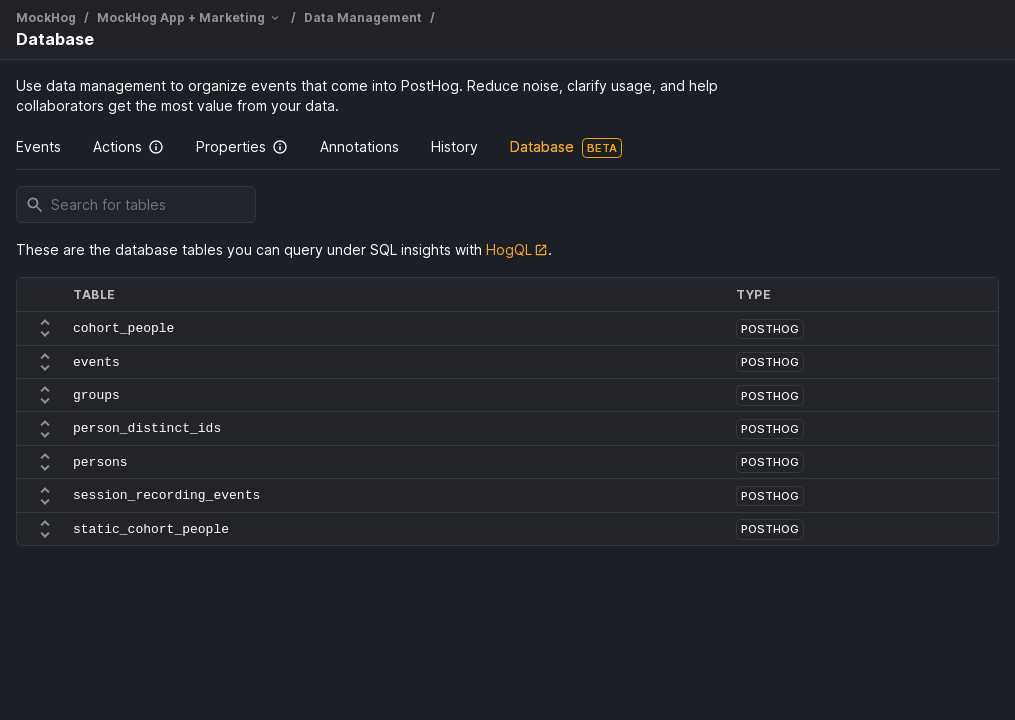 MockHog / MockHog App + Marketing / Data Management /
Database
Use data management to organize events that come into PostHog. Reduce noise, clarify usage, and help
collaborators get the most value from your data.
Events Actions Properties Annotations History Database BETA
Search for tables
These are the database tables you can query under SQL insights with HogQL.
TABLE TYPE
cohort_people POSTHOG
events POSTHOG
groups POSTHOG
person_distinct_ids POSTHOG
persons POSTHOG
session_recording_events POSTHOG
static_cohort_people POSTHOG